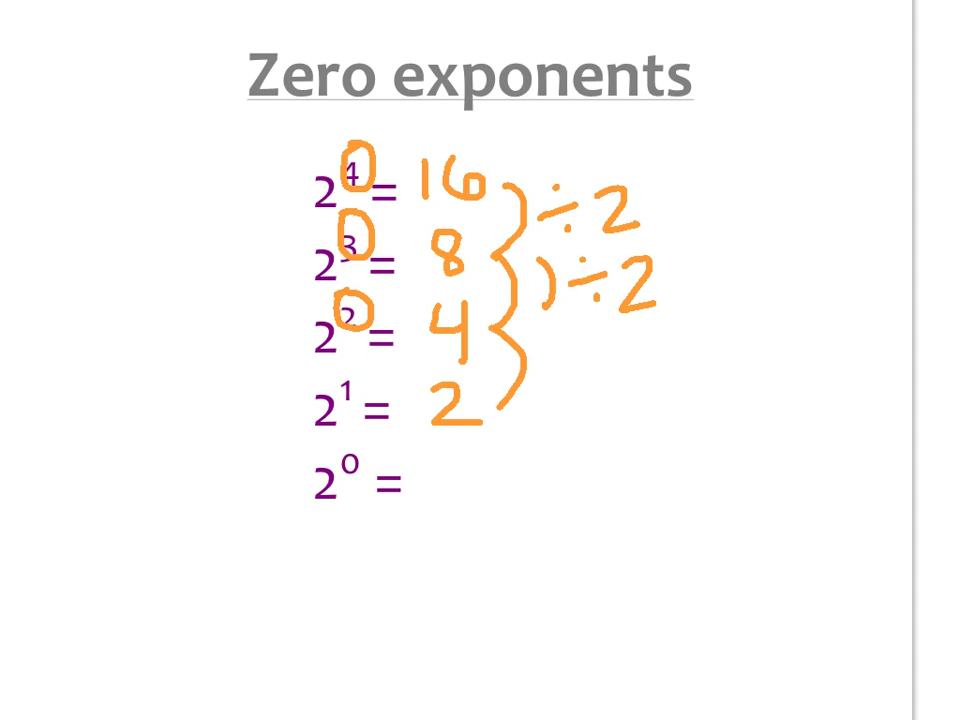 Zero exponents
2⁴ = 16
÷ 2
2³ = 8
) ÷ 2
2² = 4
2¹ = 2
2⁰ =